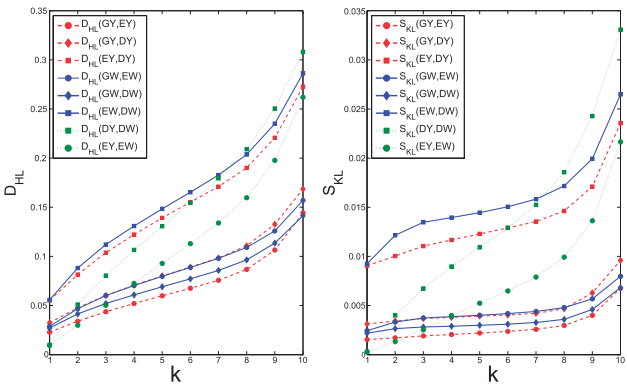 0.35
0.3
0.25
0.2
0.15
0.1
0.05
0
D_HL
D_HL(GY,EY)
D_HL(GY,DY)
D_HL(EY,DY)
D_HL(GW,EW)
D_HL(GW,DW)
D_HL(EW,DW)
D_HL(DY,DW)
D_HL(EY,EW)
1 2 3 4 5 6 7 8 9 10
k
0.035
0.03
0.025
0.02
0.015
0.01
0.005
0
S_KL
S_KL(GY,EY)
S_KL(GY,DY)
S_KL(EY,DY)
S_KL(GW,EW)
S_KL(GW,DW)
S_KL(EW,DW)
S_KL(DY,DW)
S_KL(EY,EW)
1 2 3 4 5 6 7 8 9 10
k